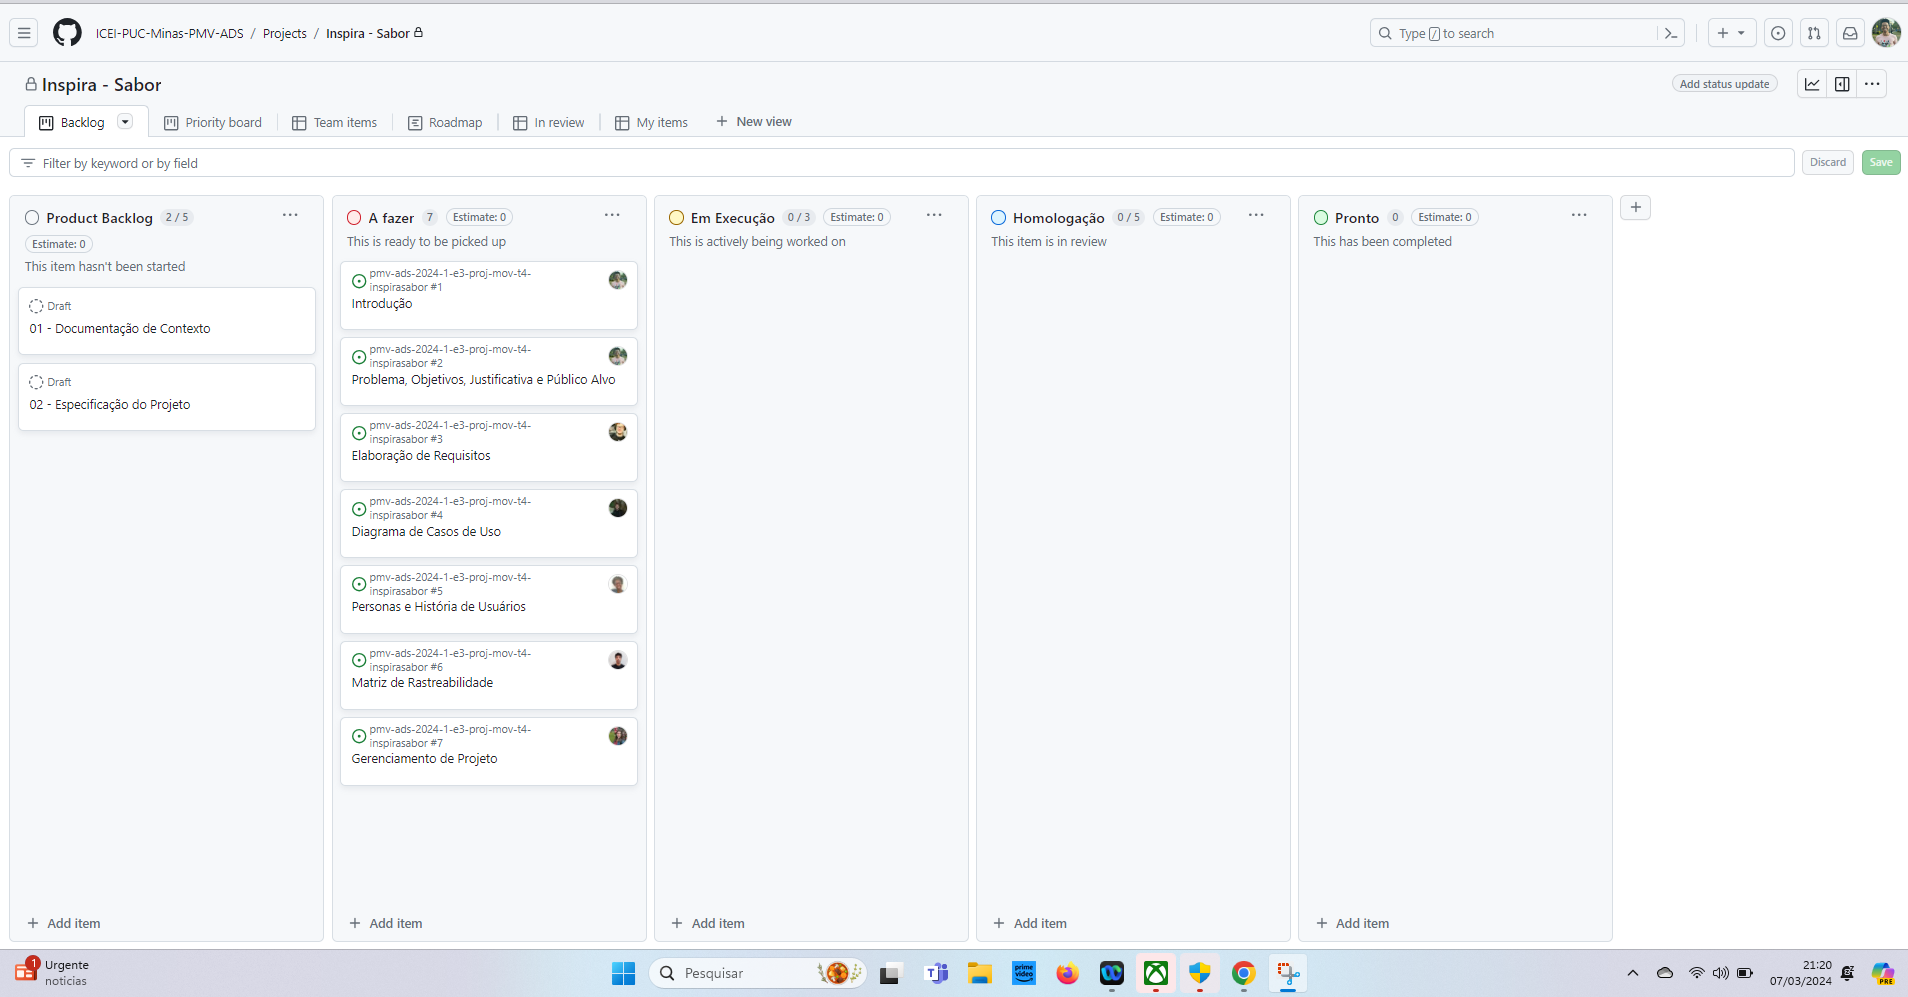 ICEI-PUC-Minas-PMV-ADS / Projects / Inspira - Sabor
Type / to search
Inspira - Sabor
Add status update
Backlog
Priority board
Team items
Roadmap
In review
My items
New view
Filter by keyword or by field
Discard
Save
Product Backlog 2 / 5
Estimate: 0
This item hasn't been started
Draft
01 - Documentação de Contexto
Draft
02 - Especificação do Projeto
Add item
A fazer 7 Estimate: 0
This is ready to be picked up
pmv-ads-2024-1-e3-proj-mov-t4-
inspirasabor #1
Introdução
pmv-ads-2024-1-e3-proj-mov-t4-
inspirasabor #2
Problema, Objetivos, Justificativa e Público Alvo
pmv-ads-2024-1-e3-proj-mov-t4-
inspirasabor #3
Elaboração de Requisitos
pmv-ads-2024-1-e3-proj-mov-t4-
inspirasabor #4
Diagrama de Casos de Uso
pmv-ads-2024-1-e3-proj-mov-t4-
inspirasabor #5
Personas e História de Usuários
pmv-ads-2024-1-e3-proj-mov-t4-
inspirasabor #6
Matriz de Rastreabilidade
pmv-ads-2024-1-e3-proj-mov-t4-
inspirasabor #7
Gerenciamento de Projeto
Add item
Em Execução 0 / 3 Estimate: 0
This is actively being worked on
Add item
Homologação 0 / 5 Estimate: 0
This item is in review
Add item
Pronto 0 Estimate: 0
This has been completed
Add item
1
Urgente
noticias
Pesquisar
prime
video
21:20
07/03/2024
PRE